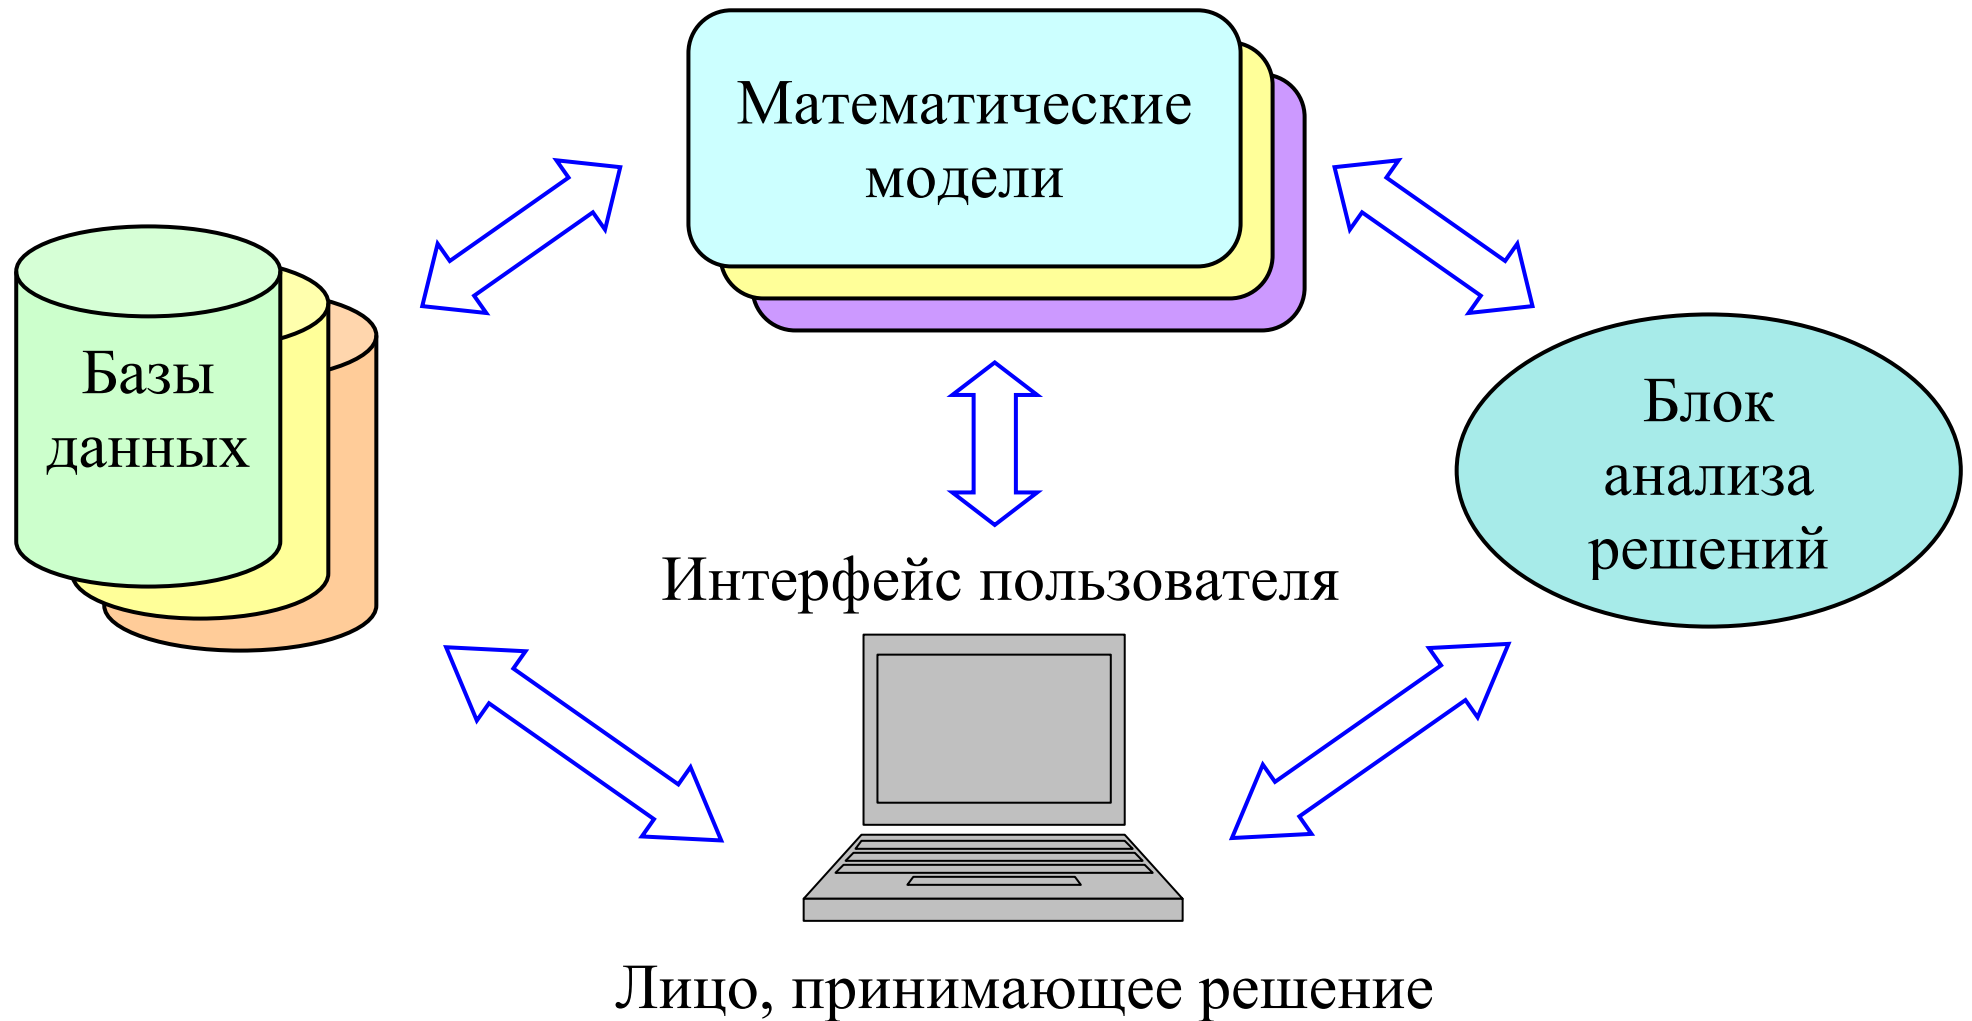 Математические
модели
Базы
данных
Блок
анализа
решений
Интерфейс пользователя
Лицо, принимающее решение